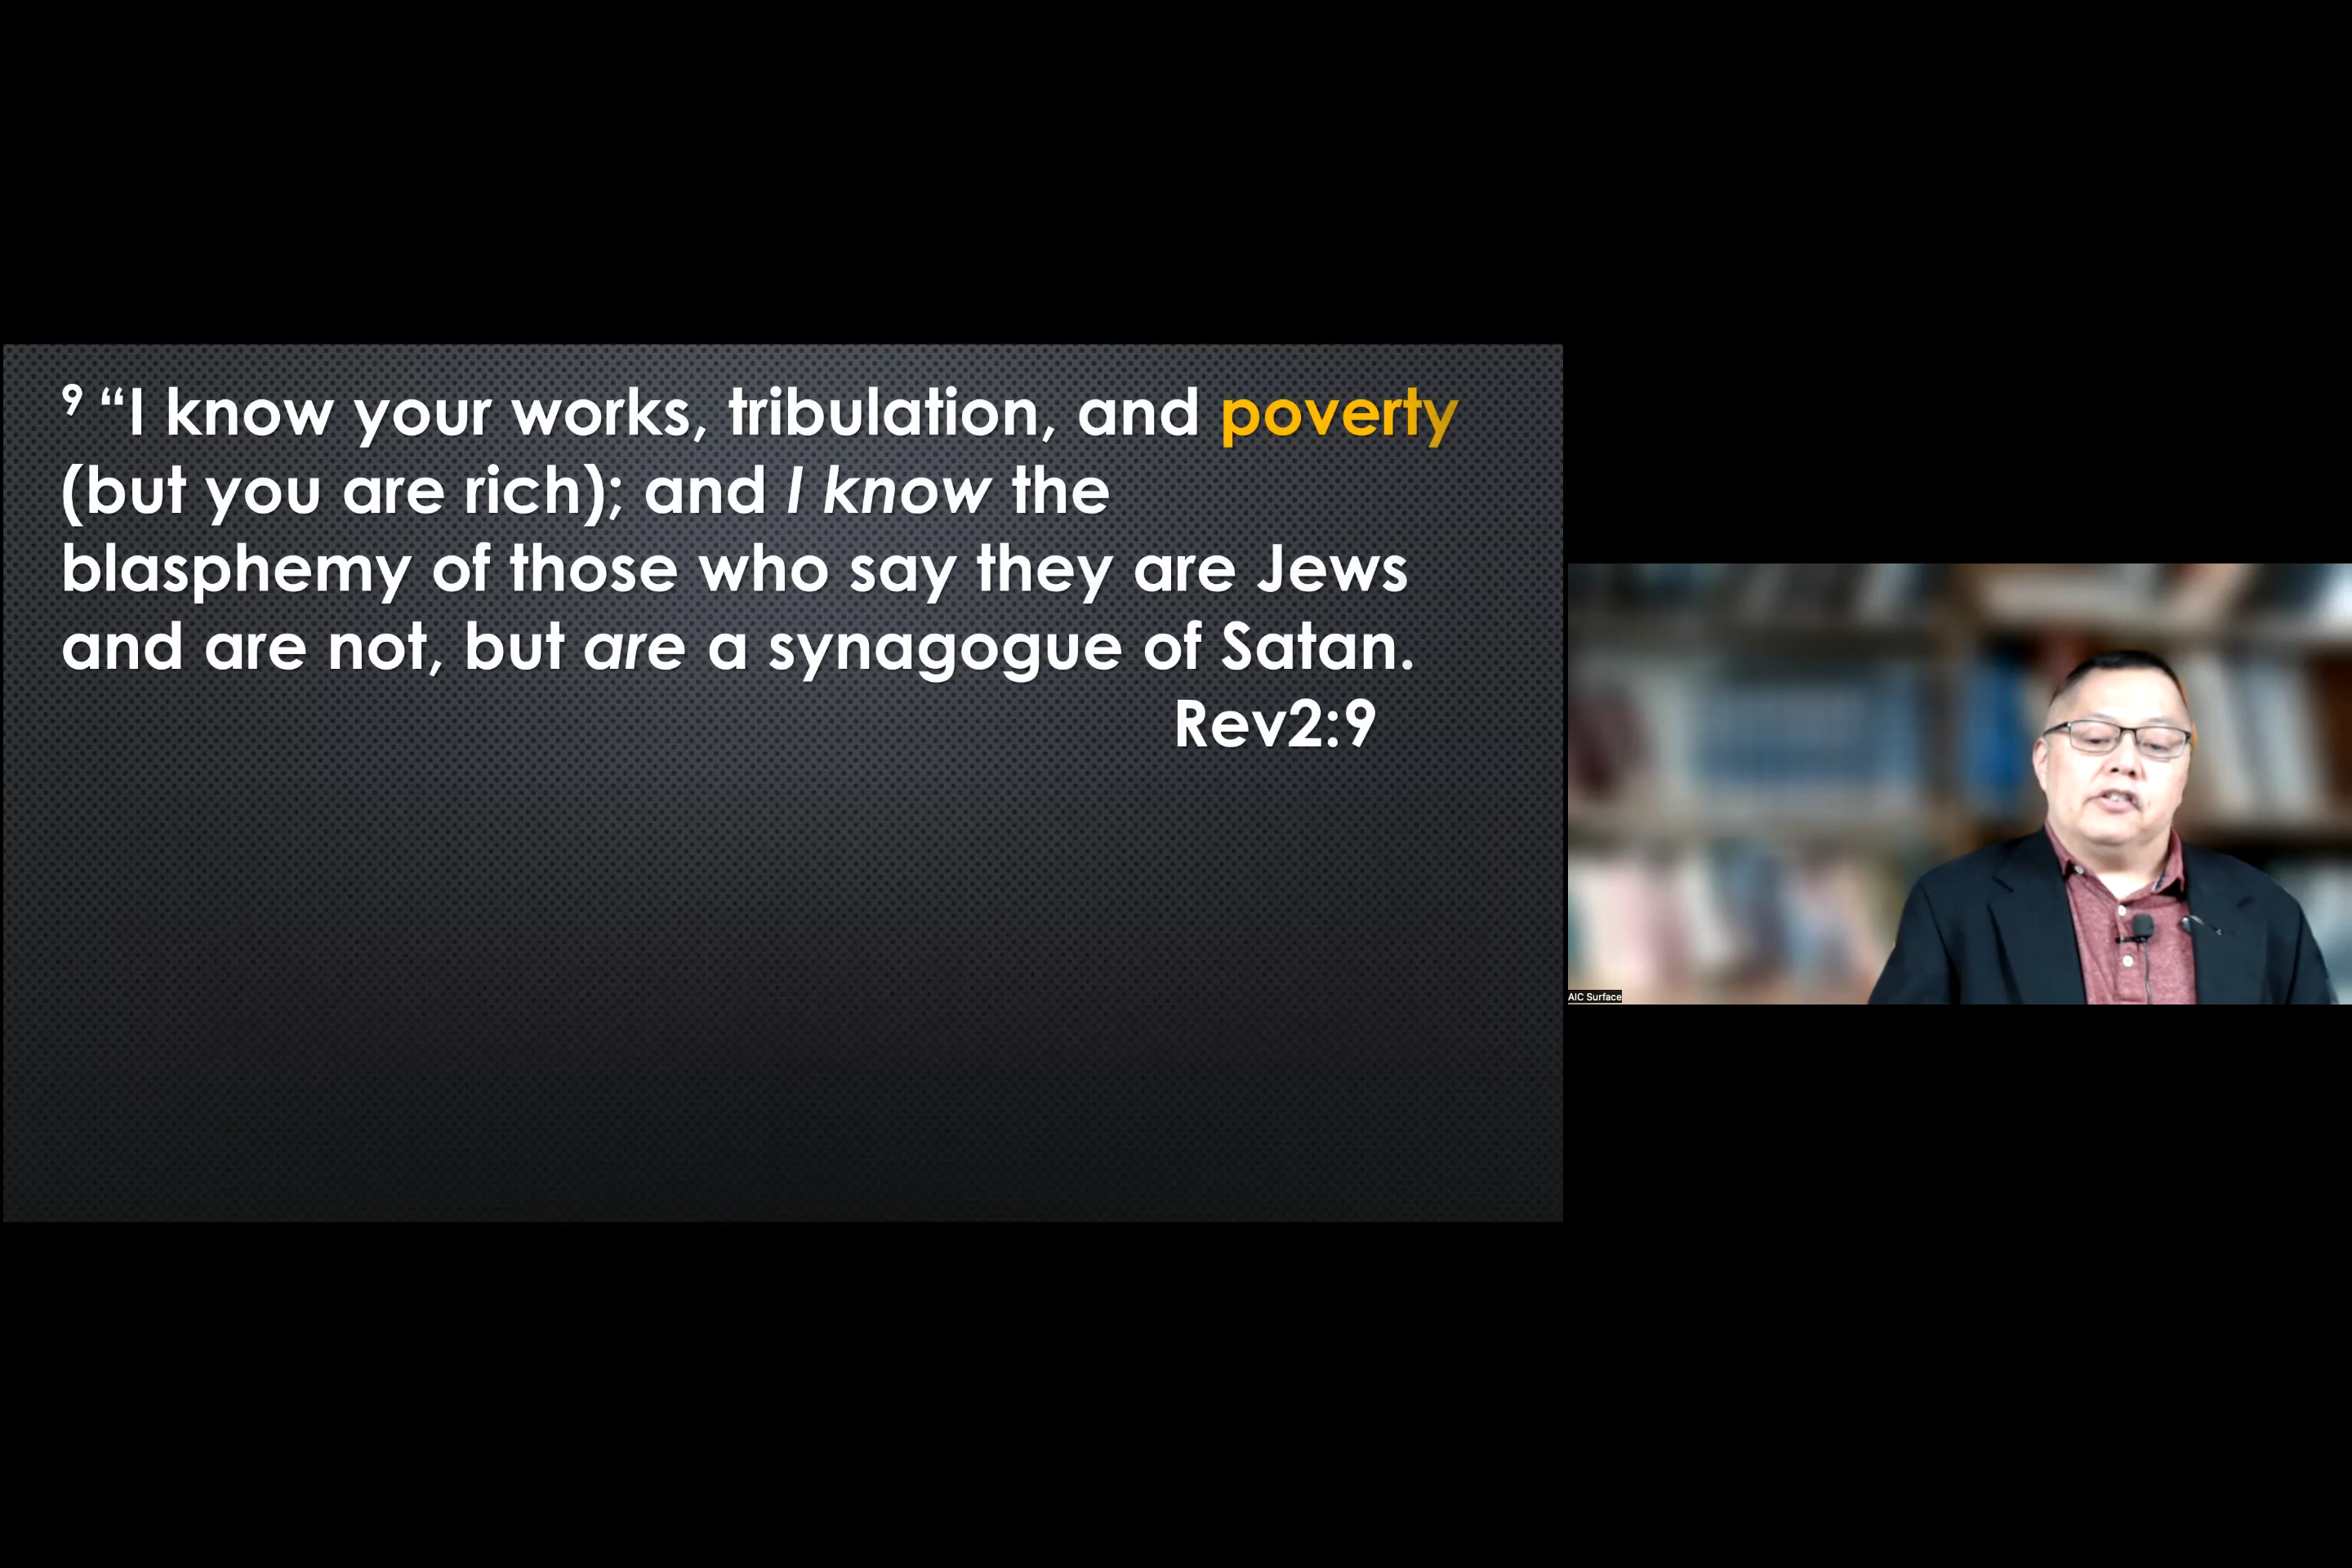 9 “I know your works, tribulation, and poverty
(but you are rich); and I know the
blasphemy of those who say they are Jews
and are not, but are a synagogue of Satan.
Rev2:9
AIC Surface